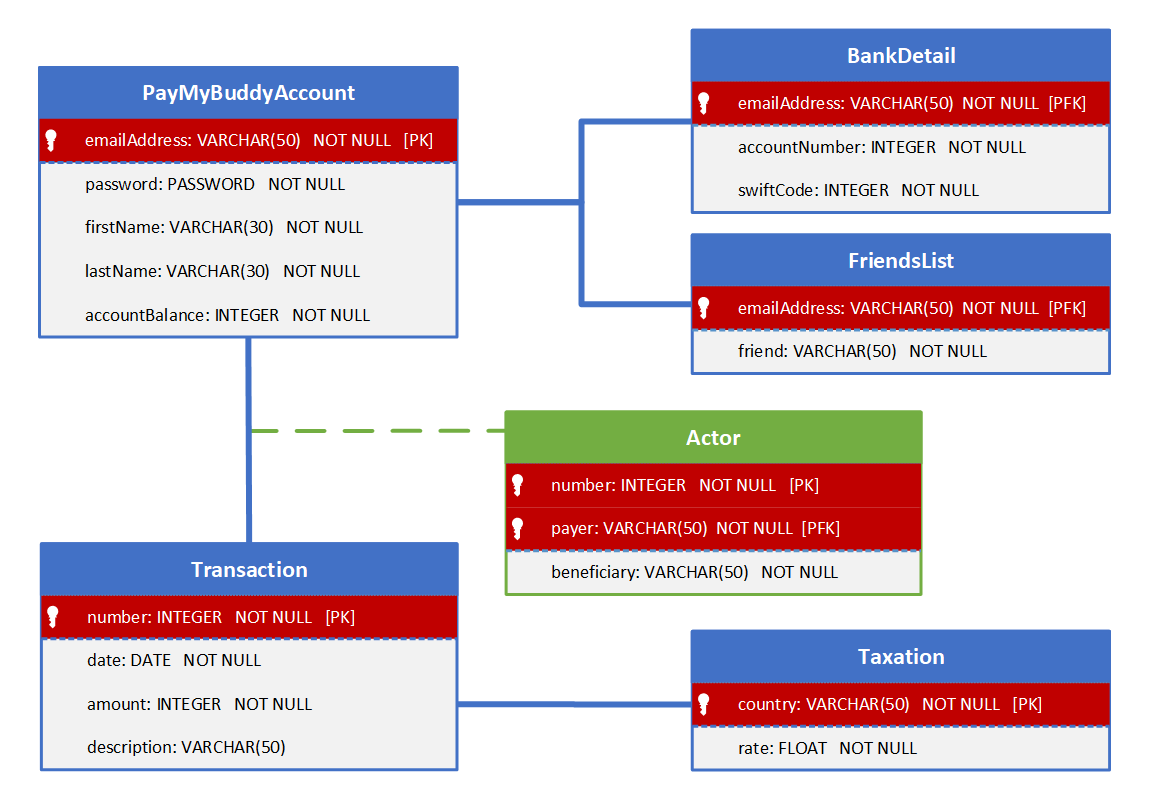 PayMyBuddyAccount
emailAddress: VARCHAR(50) NOT NULL [PK]
password: PASSWORD NOT NULL
firstName: VARCHAR(30) NOT NULL
lastName: VARCHAR(30) NOT NULL
accountBalance: INTEGER NOT NULL
BankDetail
emailAddress: VARCHAR(50) NOT NULL [PFK]
accountNumber: INTEGER NOT NULL
swiftCode: INTEGER NOT NULL
FriendsList
emailAddress: VARCHAR(50) NOT NULL [PFK]
friend: VARCHAR(50) NOT NULL
Actor
number: INTEGER NOT NULL [PK]
payer: VARCHAR(50) NOT NULL [PFK]
beneficiary: VARCHAR(50) NOT NULL
Transaction
number: INTEGER NOT NULL [PK]
date: DATE NOT NULL
amount: INTEGER NOT NULL
description: VARCHAR(50)
Taxation
country: VARCHAR(50) NOT NULL [PK]
rate: FLOAT NOT NULL